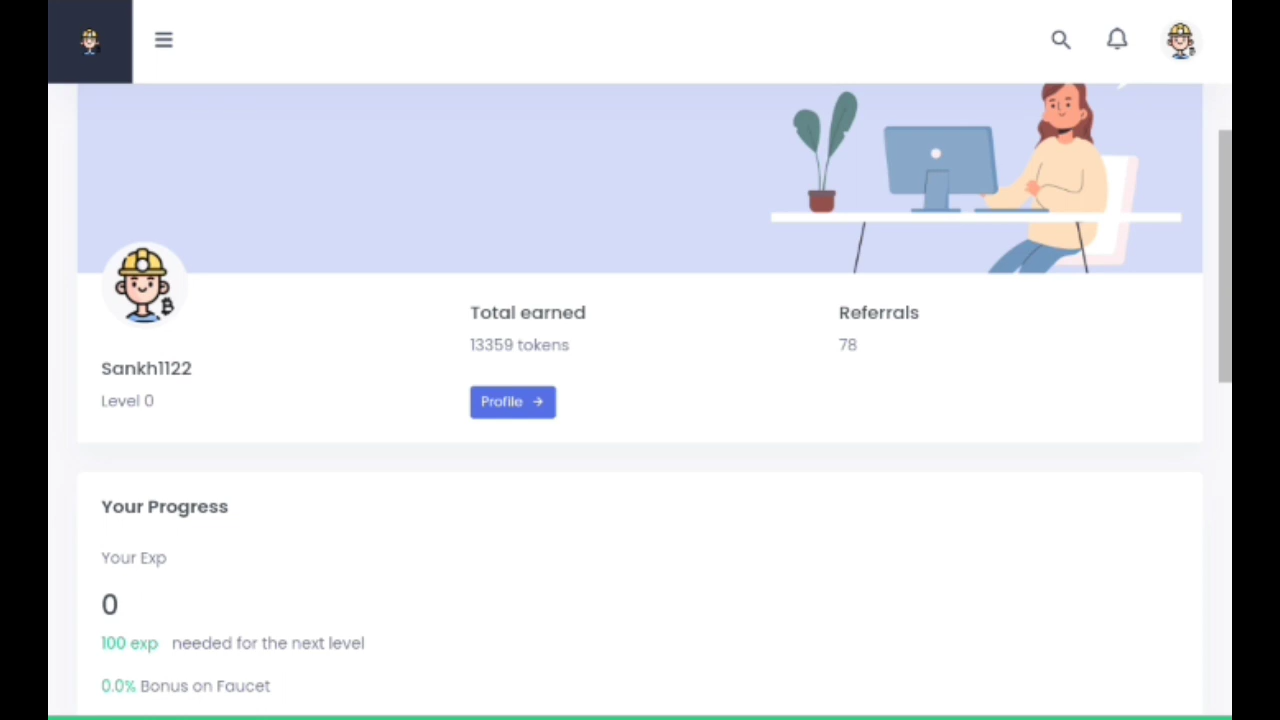 Total earned
Referrals
13359 tokens
78
Sankh1122
Level 0
Profile
Your Progress
Your Exp
0
100 exp needed for the next level
0.0% Bonus on Faucet